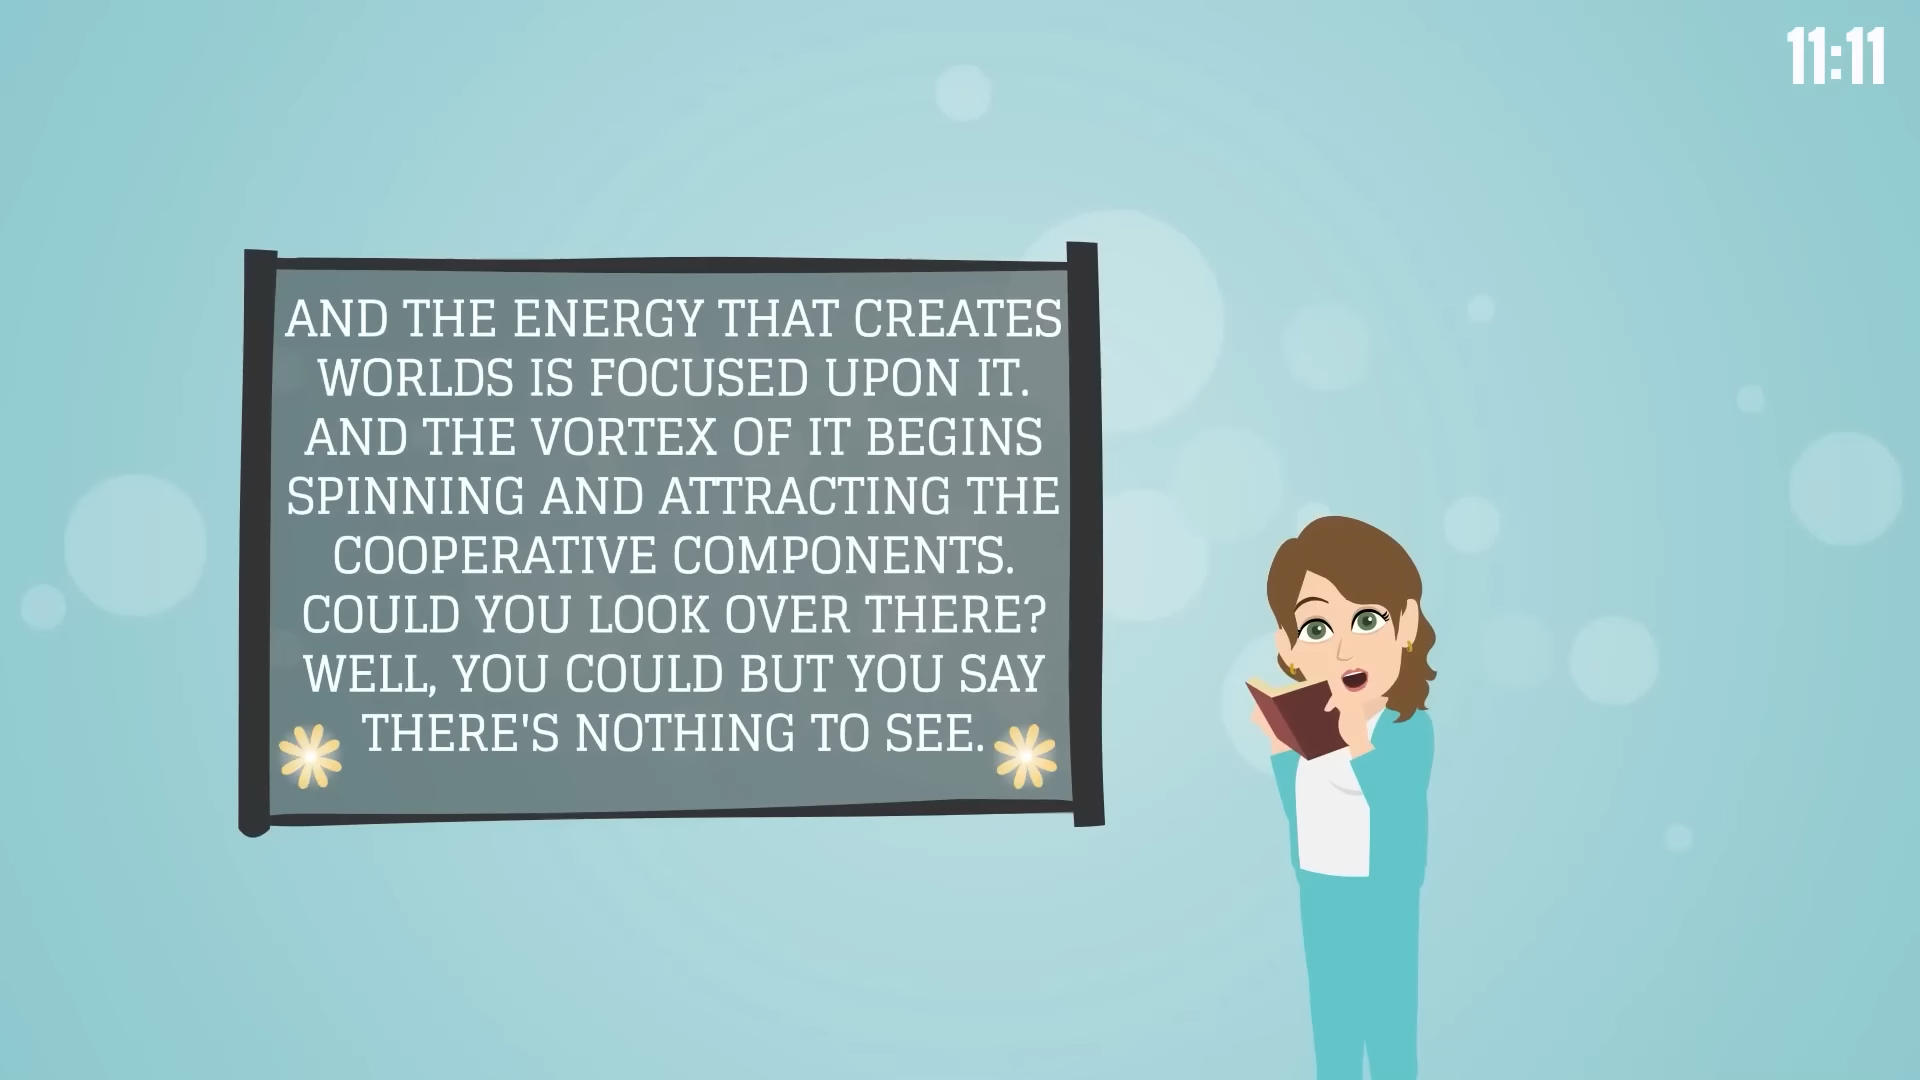 11:11
AND THE ENERGY THAT CREATES
WORLDS IS FOCUSED UPON IT.
AND THE VORTEX OF IT BEGINS
SPINNING AND ATTRACTING THE
COOPERATIVE COMPONENTS.
COULD YOU LOOK OVER THERE?
WELL, YOU COULD BUT YOU SAY
THERE'S NOTHING TO SEE.